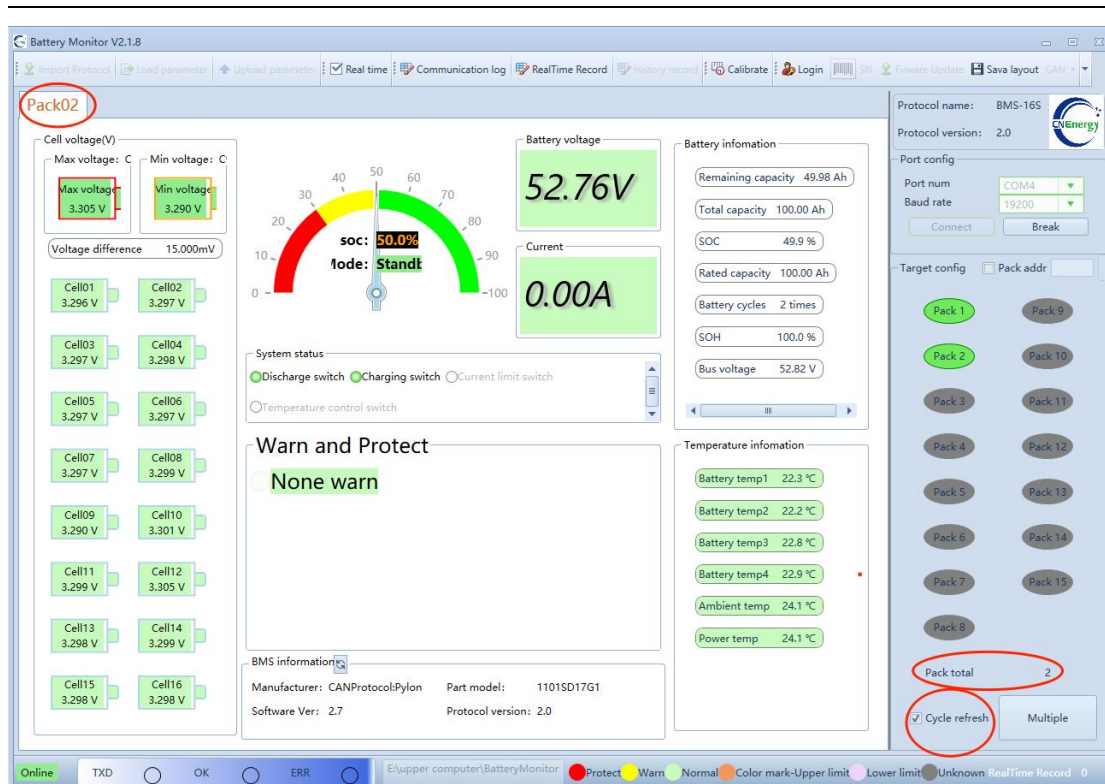 Battery Monitor V2.1.8
Import Protocol Load parameter Upload parameter Real time Communication log RealTime Record History record Calibrate Login SN Firware Update Sava layout CAN
Pack02
Cell voltage(V)
Max voltage: C Min voltage: C
Max voltage Min voltage
3.305 V 3.290 V
Voltage difference 15.000mV
Cell01 Cell02
3.296 V 3.297 V
Cell03 Cell04
3.297 V 3.298 V
Cell05 Cell06
3.297 V 3.297 V
Cell07 Cell08
3.297 V 3.299 V
Cell09 Cell10
3.290 V 3.301 V
Cell11 Cell12
3.299 V 3.305 V
Cell13 Cell14
3.298 V 3.299 V
Cell15 Cell16
3.298 V 3.298 V
0 10 20 30 40 50 60 70 80 90 100
soc: 50.0%
Mode: Standb
Battery voltage
52.76V
Current
0.00A
System status
Discharge switch Charging switch Current limit switch
Temperature control switch
Warn and Protect
None warn
BMS information
Manufacturer: CANProtocol:Pylon Part model: 1101SD17G1
Software Ver: 2.7 Protocol version: 2.0
Battery infomation
Remaining capacity 49.98 Ah
Total capacity 100.00 Ah
SOC 49.9 %
Rated capacity 100.00 Ah
Battery cycles 2 times
SOH 100.0 %
Bus voltage 52.82 V
Temperature infomation
Battery temp1 22.3 ℃
Battery temp2 22.2 ℃
Battery temp3 22.8 ℃
Battery temp4 22.9 ℃
Ambient temp 24.1 ℃
Power temp 24.1 ℃
Protocol name: BMS-16S
Protocol version: 2.0
CNEnergy
Port config
Port num COM4
Baud rate 19200
Connect Break
Target config Pack addr
Pack 1 Pack 9
Pack 2 Pack 10
Pack 3 Pack 11
Pack 4 Pack 12
Pack 5 Pack 13
Pack 6 Pack 14
Pack 7 Pack 15
Pack 8
Pack total 2
Cycle refresh Multiple
Online TXD OK ERR E:\upper computer\BatteryMonitor Protect Warn Normal Color mark-Upper limit Lower limit Unknown RealTime Record 0